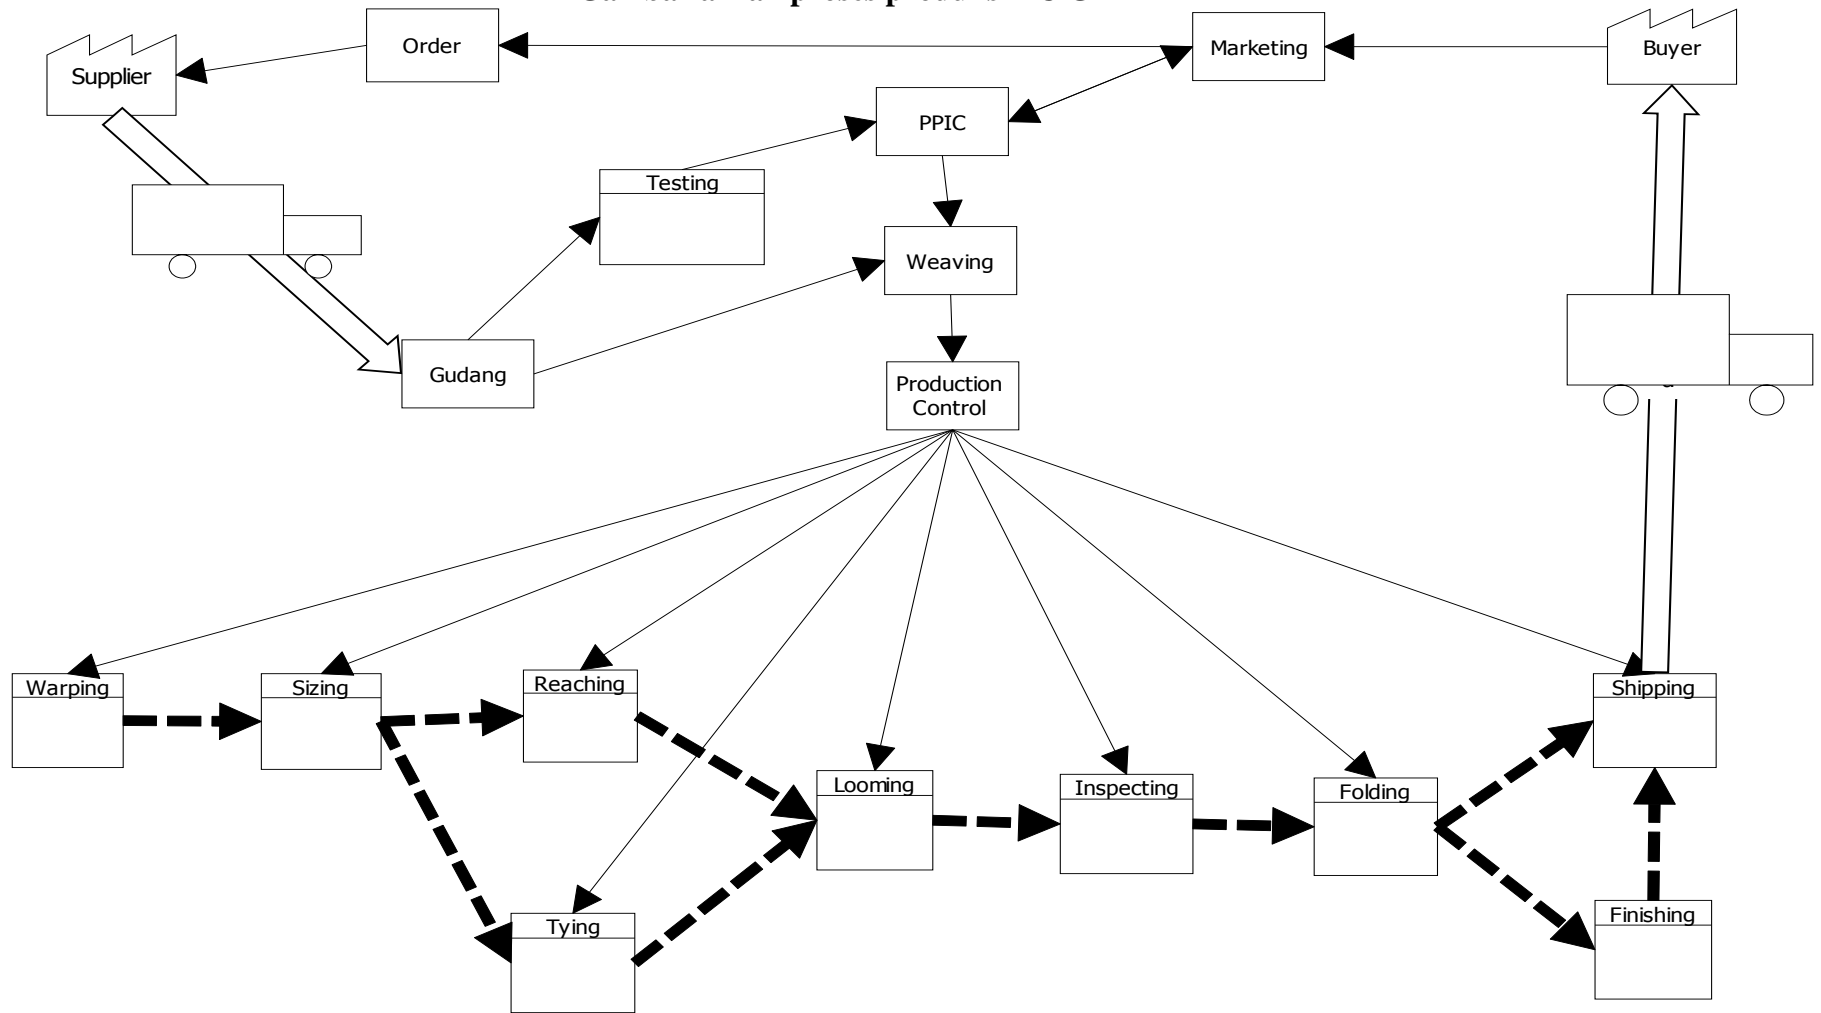 Order
Marketing
Buyer
Supplier
PPIC
Testing
Weaving
Gudang
Production
Control
Warping
Sizing
Reaching
Shipping
Looming
Inspecting
Folding
Finishing
Tying